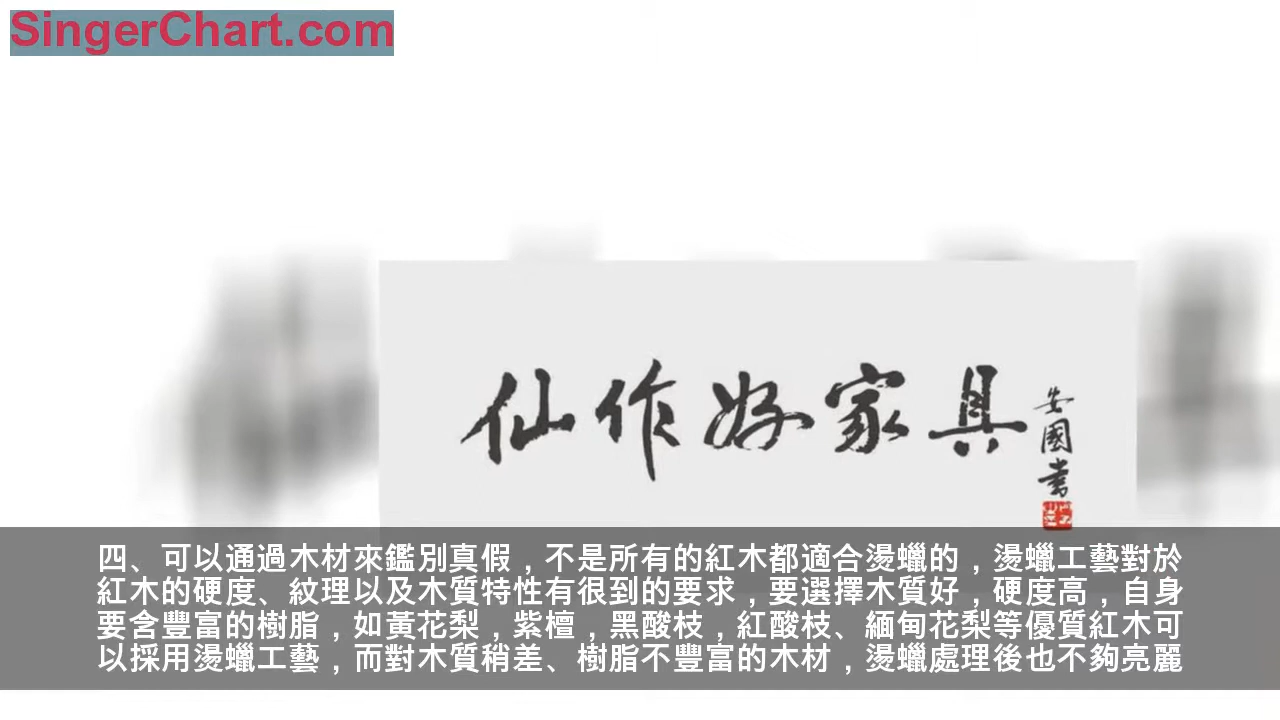 SingerChart.com
仙作好家具
安國書
四、可以通過木材來鑑別真假，不是所有的紅木都適合燙蠟的，燙蠟工藝對於
紅木的硬度、紋理以及木質特性有很到的要求，要選擇木質好，硬度高，自身
要含豐富的樹脂，如黃花梨，紫檀，黑酸枝，紅酸枝、緬甸花梨等優質紅木可
以採用燙蠟工藝，而對木質稍差、樹脂不豐富的木材，燙蠟處理後也不夠亮麗